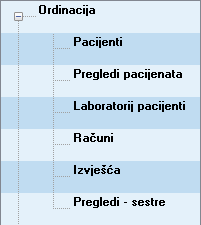 Ordinacija
Pacijenti
Pregledi pacijenata
Laboratorij pacijenti
Računi
Izvješća
Pregledi - sestre